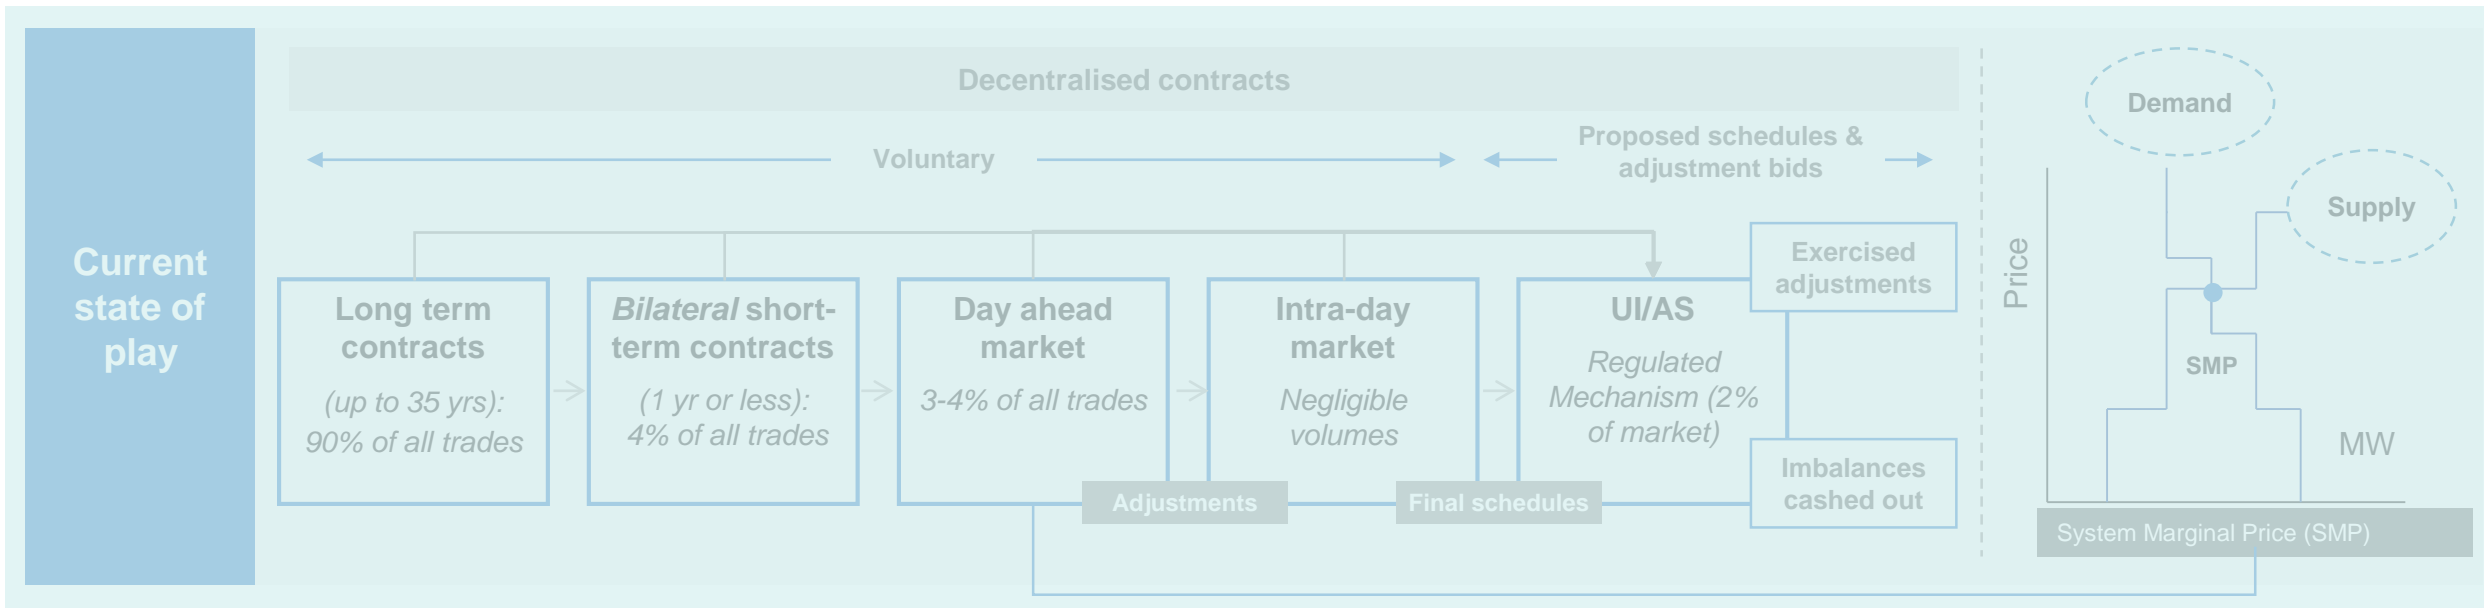 Current
state of
play
Decentralised contracts
Voluntary
Proposed schedules &
adjustment bids
Long term
contracts
(up to 35 yrs):
90% of all trades
Bilateral short-
term contracts
(1 yr or less):
4% of all trades
Day ahead
market
3-4% of all trades
Intra-day
market
Negligible
volumes
UI/AS
Regulated
Mechanism (2%
of market)
Exercised
adjustments
Imbalances
cashed out
Adjustments
Final schedules
Demand
Supply
Price
SMP
MW
System Marginal Price (SMP)